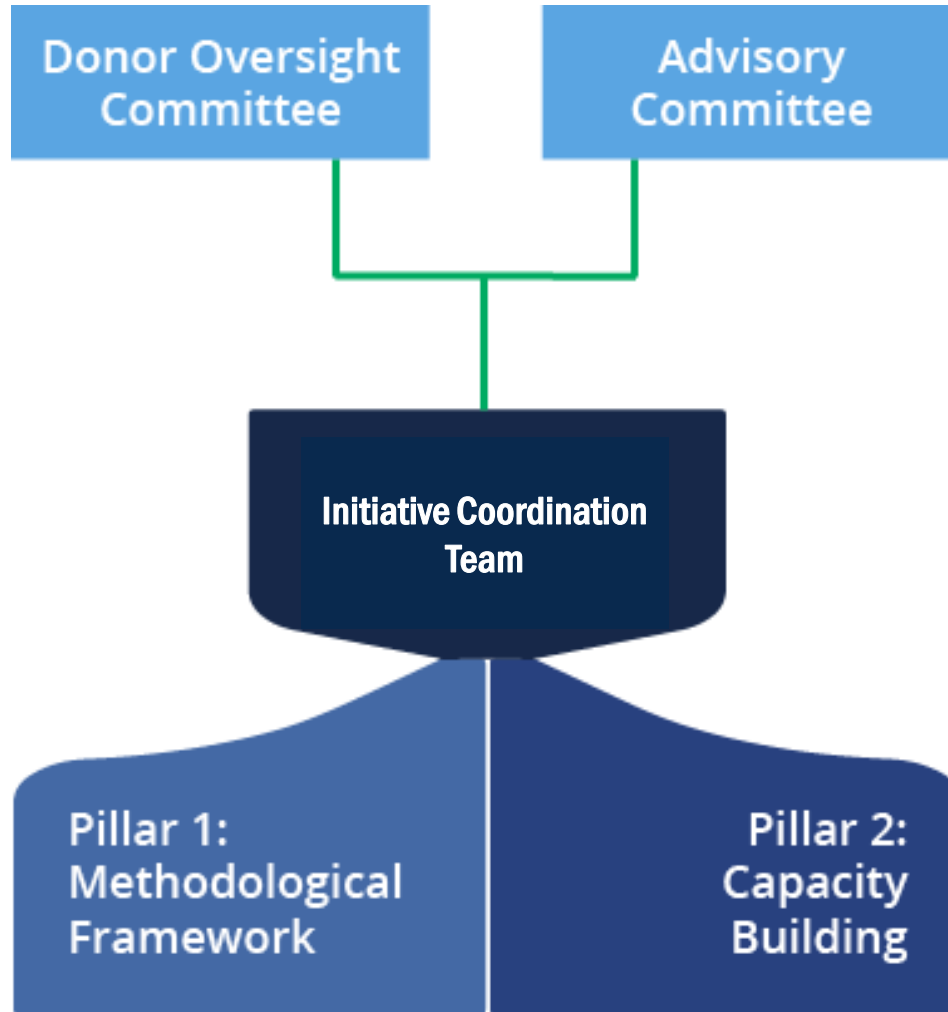 Donor Oversight
Committee
Advisory
Committee
Initiative Coordination
Team
Pillar 1:
Methodological
Framework
Pillar 2:
Capacity
Building